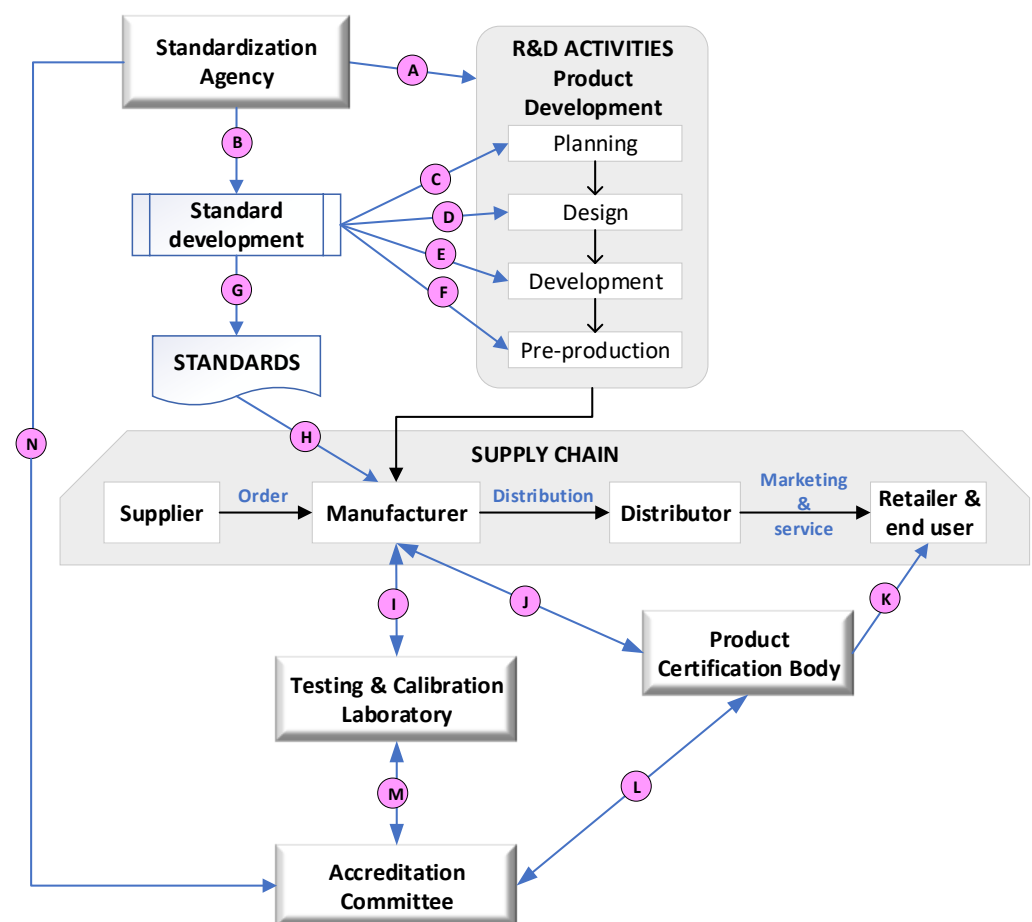 Standardization
Agency
A
R&D ACTIVITIES
Product
Development
Planning
B
C
Standard
development
D
Design
E
Development
G
F
STANDARDS
Pre-production
N
H
SUPPLY CHAIN
Supplier
Order
Manufacturer
Distribution
Distributor
Marketing
&
service
Retailer &
end user
I
J
K
Product
Certification Body
Testing & Calibration
Laboratory
M
L
Accreditation
Committee